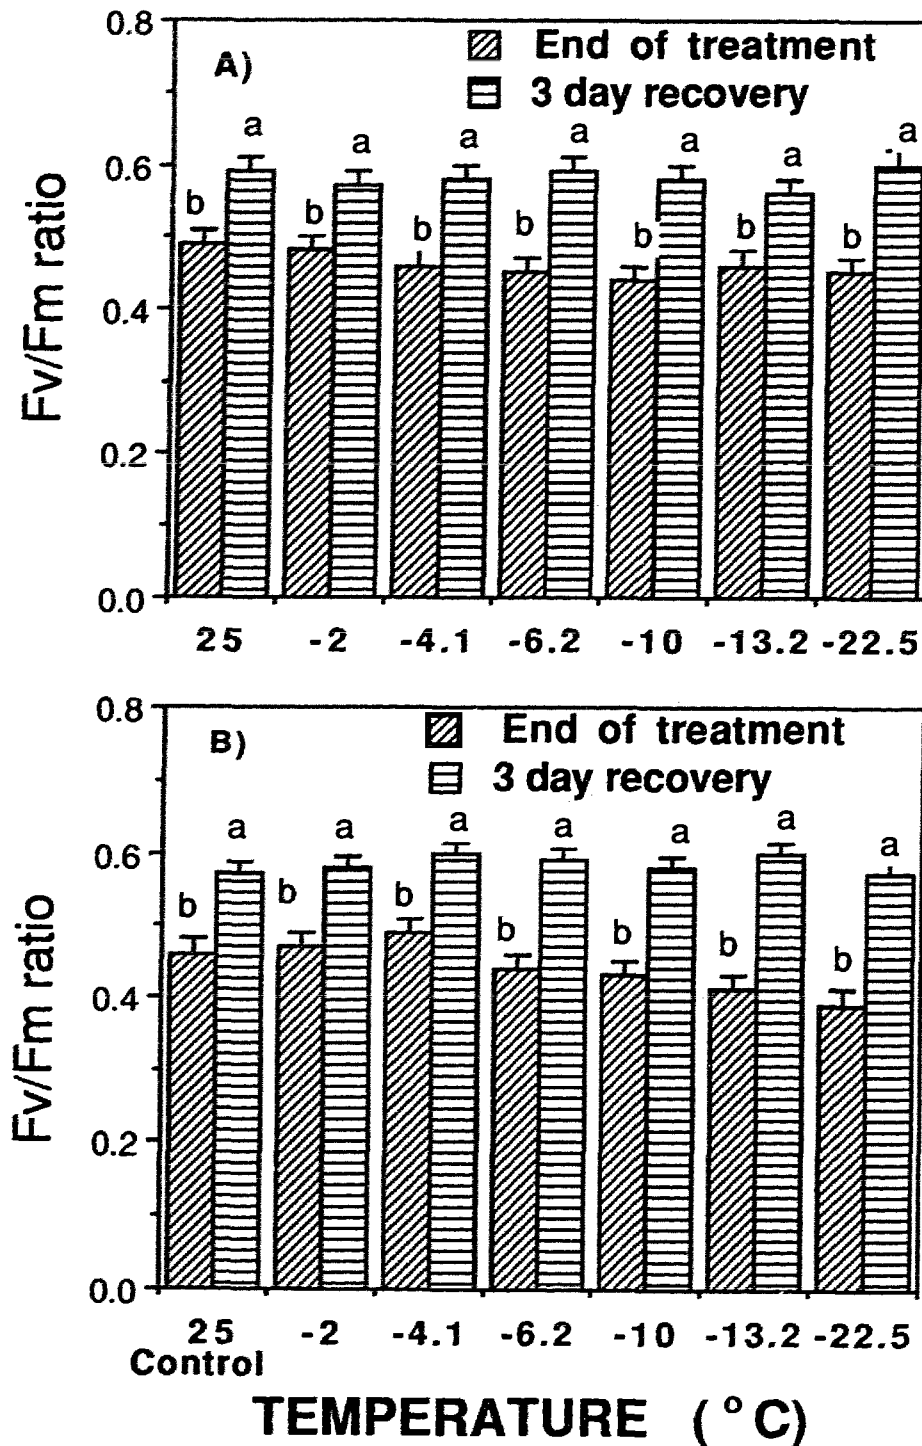 0.8
A)
End of treatment
3 day recovery
a a a a a a a
0.6
b b b b b b b
Fv/Fm ratio
0.4
0.2
0.0
25 -2 -4.1 -6.2 -10 -13.2 -22.5
0.8
B)
End of treatment
3 day recovery
a a a a a a a
0.6
b b b b b b b
Fv/Fm ratio
0.4
0.2
0.0
25 -2 -4.1 -6.2 -10 -13.2 -22.5
Control
TEMPERATURE (°C)